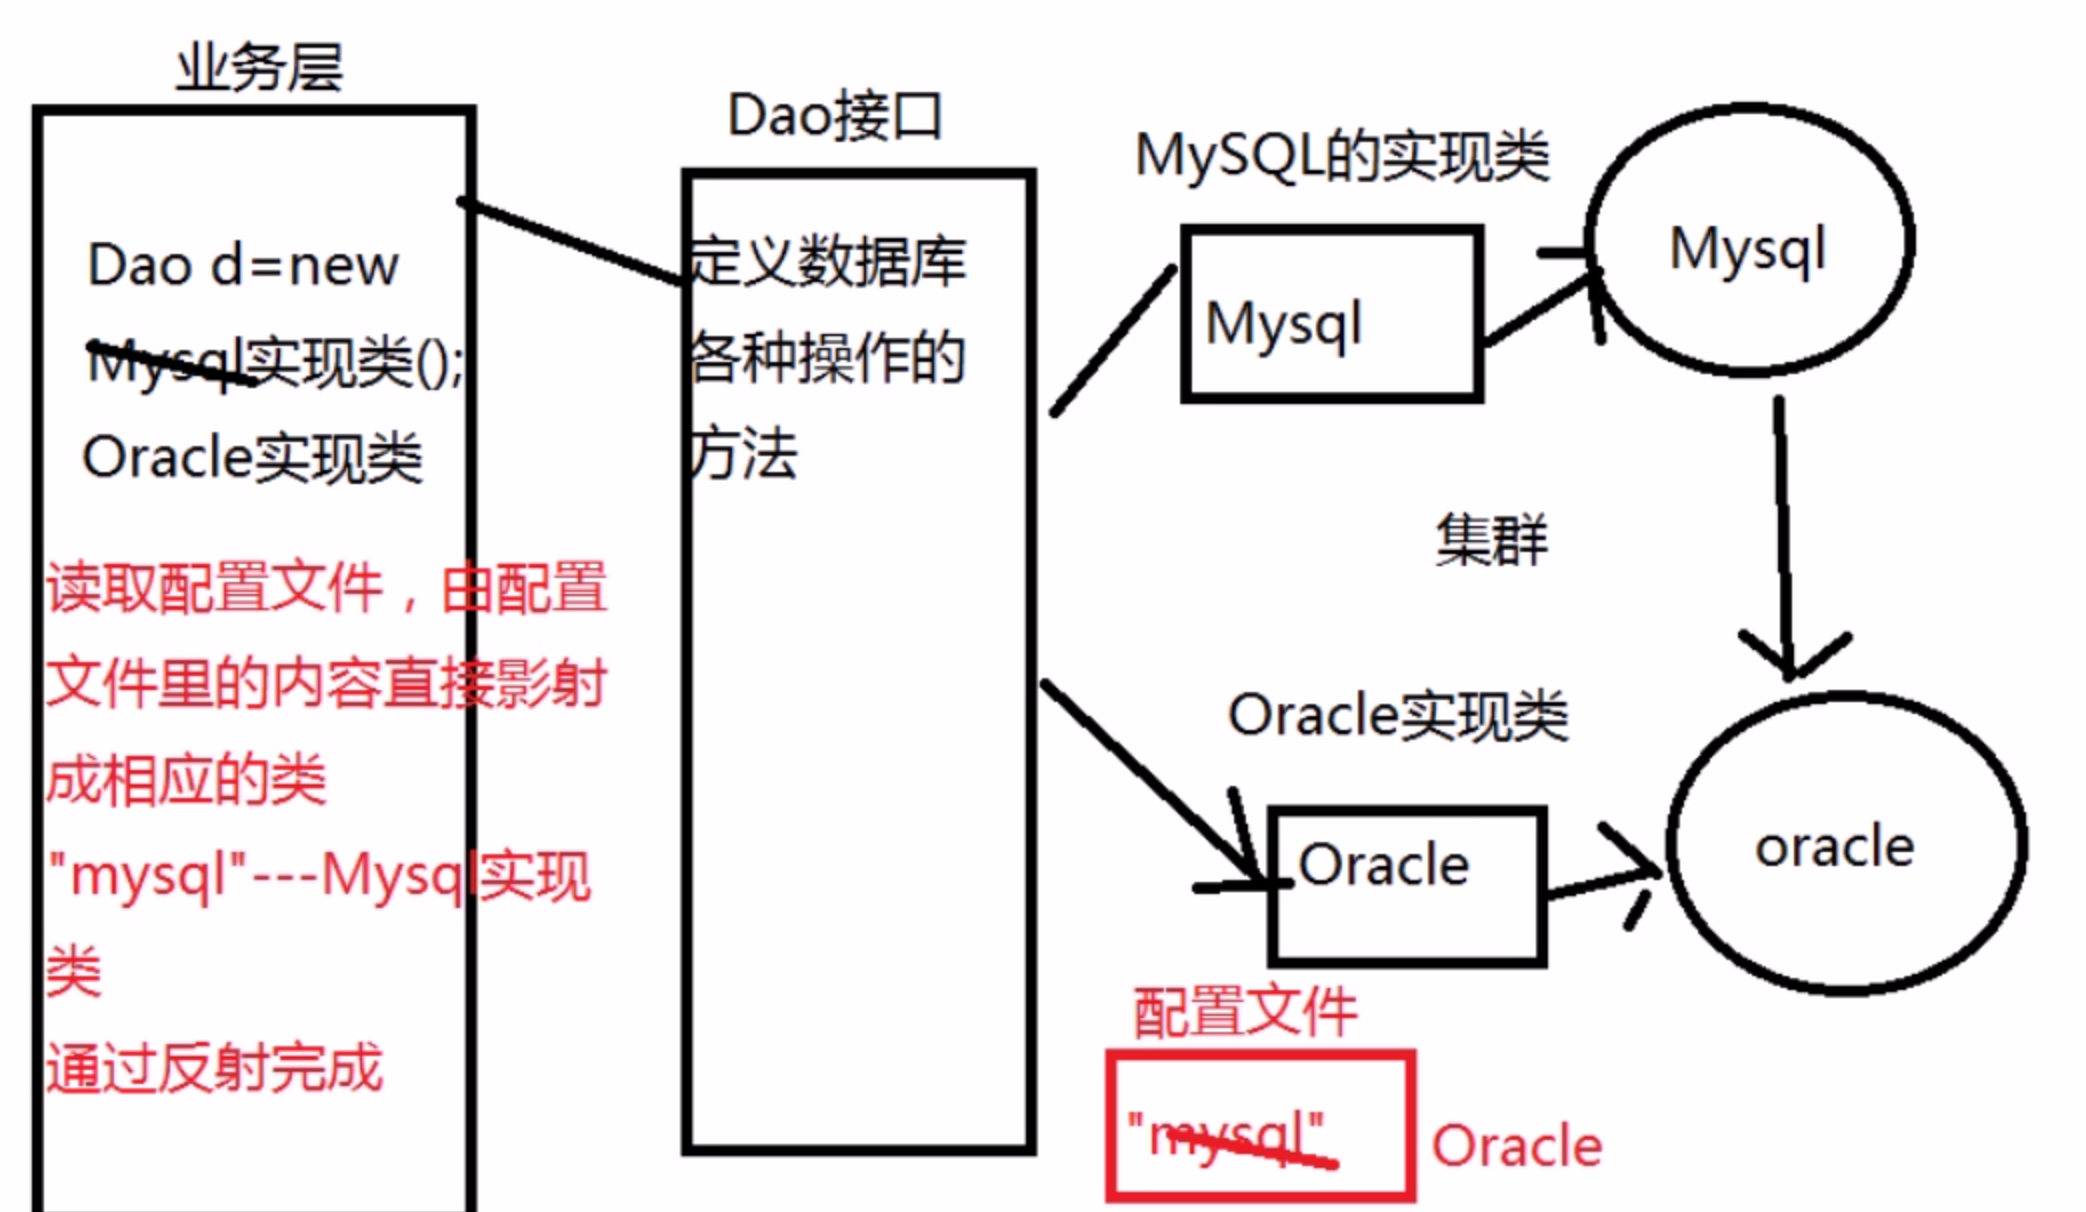 业务层
Dao d=new
Mysql实现类();
Oracle实现类
读取配置文件，由配置
文件里的内容直接影射
成相应的类
"mysql"---Mysql实现
类
通过反射完成
Dao接口
定义数据库
各种操作的
方法
MySQL的实现类
Mysql
Mysql
集群
Oracle实现类
Oracle
oracle
配置文件
"mysql"
Oracle